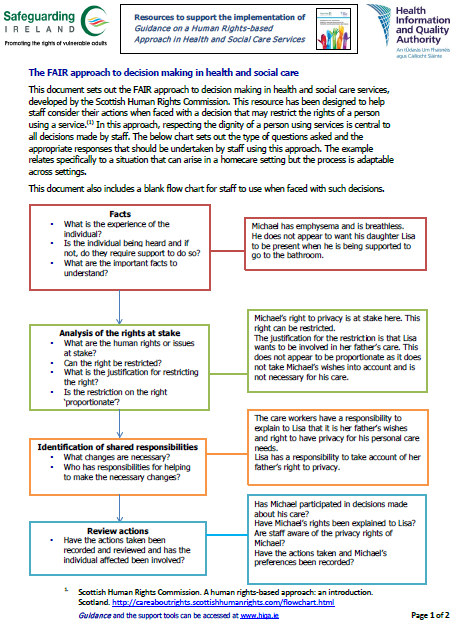 Safeguarding
IRELAND
Promoting the rights of vulnerable adults
Resources to support the implementation of
Guidance on a Human Rights-based
Approach in Health and Social Care Services
Health
Information
and Quality
Authority
An tÚdarás Um Fhaisnéis
agus Cáilíocht Sláinte
The FAIR approach to decision making in health and social care
This document sets out the FAIR approach to decision making in health and social care services,
developed by the Scottish Human Rights Commission. This resource has been designed to help
staff consider their actions when faced with a decision that may restrict the rights of a person
using a service.(1) In this approach, respecting the dignity of a person using services is central to
all decisions made by staff. The below chart sets out the type of questions asked and the
appropriate responses that should be undertaken by staff using this approach. The example
relates specifically to a situation that can arise in a homecare setting but the process is adaptable
across settings.
This document also includes a blank flow chart for staff to use when faced with such decisions.
Facts
• What is the experience of the
individual?
• Is the individual being heard and if
not, do they require support to do so?
• What are the important facts to
understand?
Michael has emphysema and is breathless.
He does not appear to want his daughter Lisa
to be present when he is being supported to
go to the bathroom.
Analysis of the rights at stake
• What are the human rights or issues
at stake?
• Can the right be restricted?
• What is the justification for restricting
the right?
• Is the restriction on the right
'proportionate'?
Michael's right to privacy is at stake here. This
right can be restricted.
The justification for the restriction is that Lisa
wants to be involved in her father's care. This
does not appear to be proportionate as it does
not take Michael's wishes into account and is
not necessary for his care.
Identification of shared responsibilities
• What changes are necessary?
• Who has responsibilities for helping
to make the necessary changes?
The care workers have a responsibility to
explain to Lisa that it is her father's wishes
and right to have privacy for his personal care
needs.
Lisa has a responsibility to take account of her
father's right to privacy.
Review actions
• Have the actions taken been
recorded and reviewed and has the
individual affected been involved?
Has Michael participated in decisions made
about his care?
Have Michael's rights been explained to Lisa?
Are staff aware of the privacy rights of
Michael?
Have the actions taken and Michael's
preferences been recorded?
1. Scottish Human Rights Commission. A human rights-based approach: an introduction.
Scotland. http://careaboutrights.scottishhumanrights.com/flowchart.html
Guidance and the support tools can be accessed at www.hiqa.ie
Page 1 of 2